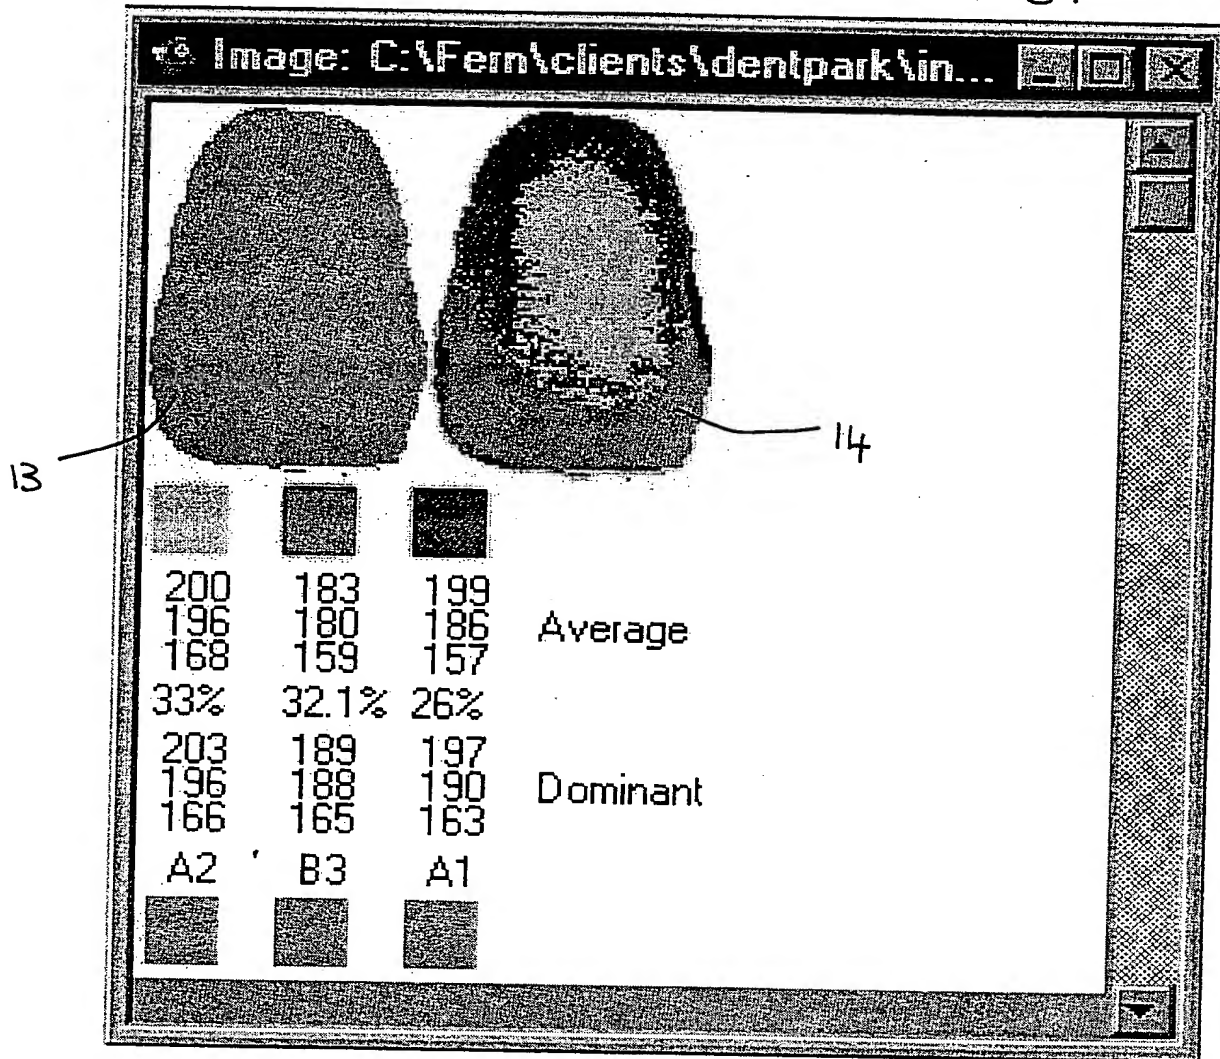 Image: C:\Fern\clients\dentpark\in...
14
13
200 183 199
196 180 186 Average
168 159 157
33% 32.1% 26%
203 189 197
196 188 190 Dominant
166 165 163
A2 B3 A1